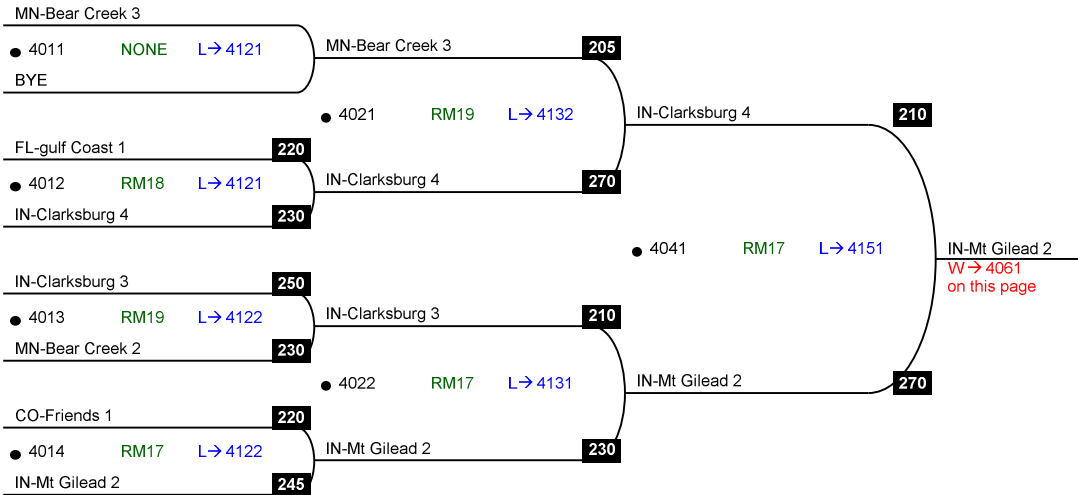 MN-Bear Creek 3
4011 NONE L→ 4121
BYE
MN-Bear Creek 3 205
4021 RM19 L→ 4132
FL-gulf Coast 1 220
4012 RM18 L→ 4121
IN-Clarksburg 4 230
IN-Clarksburg 4 270
IN-Clarksburg 4 210
4041 RM17 L→ 4151
IN-Mt Gilead 2
W→ 4061
on this page
IN-Clarksburg 3 250
4013 RM19 L→ 4122
MN-Bear Creek 2 230
IN-Clarksburg 3 210
4022 RM17 L→ 4131
IN-Mt Gilead 2 270
CO-Friends 1 220
4014 RM17 L→ 4122
IN-Mt Gilead 2 245
IN-Mt Gilead 2 230